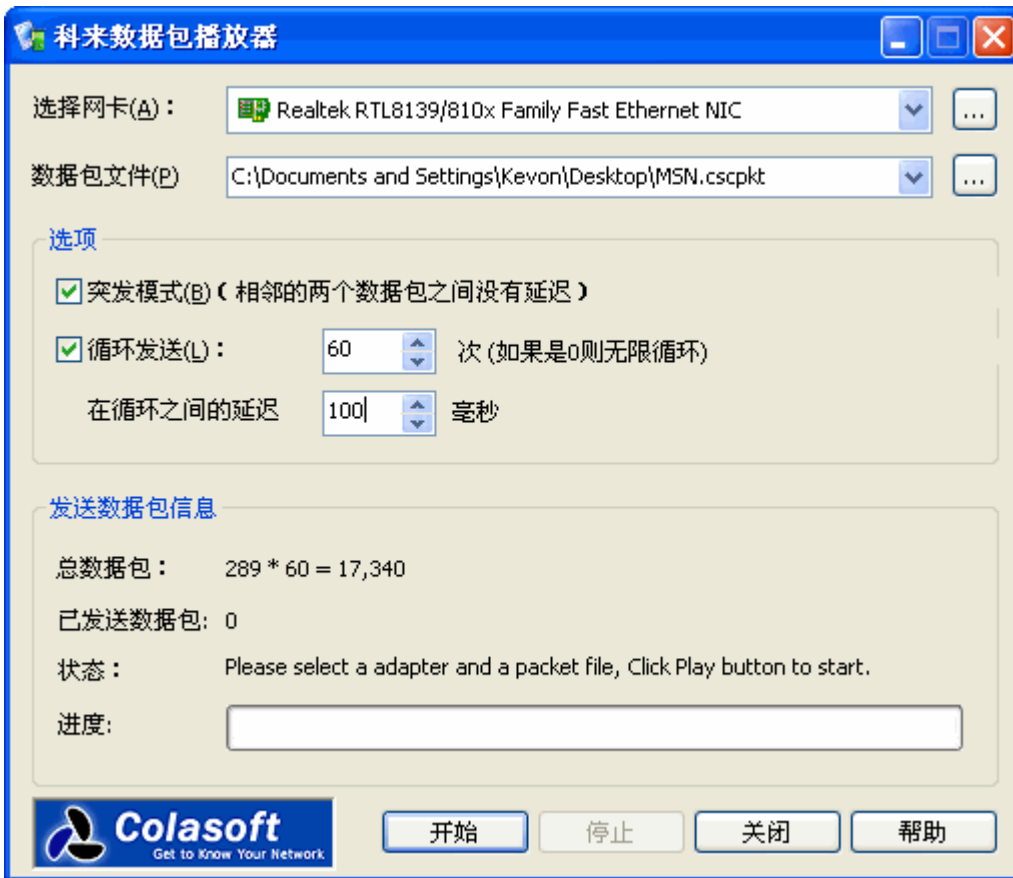 科来数据包播放器
选择网卡(A)： Realtek RTL8139/810x Family Fast Ethernet NIC ...
数据包文件(P) C:\Documents and Settings\Kevon\Desktop\MSN.cscpkt ...
选项
突发模式(B)（相邻的两个数据包之间没有延迟）
循环发送(L)： 60 次 (如果是0则无限循环)
在循环之间的延迟 100 毫秒
发送数据包信息
总数据包： 289 * 60 = 17,340
已发送数据包: 0
状态： Please select a adapter and a packet file, Click Play button to start.
进度:
Colasoft
Get to Know Your Network
开始 停止 关闭 帮助